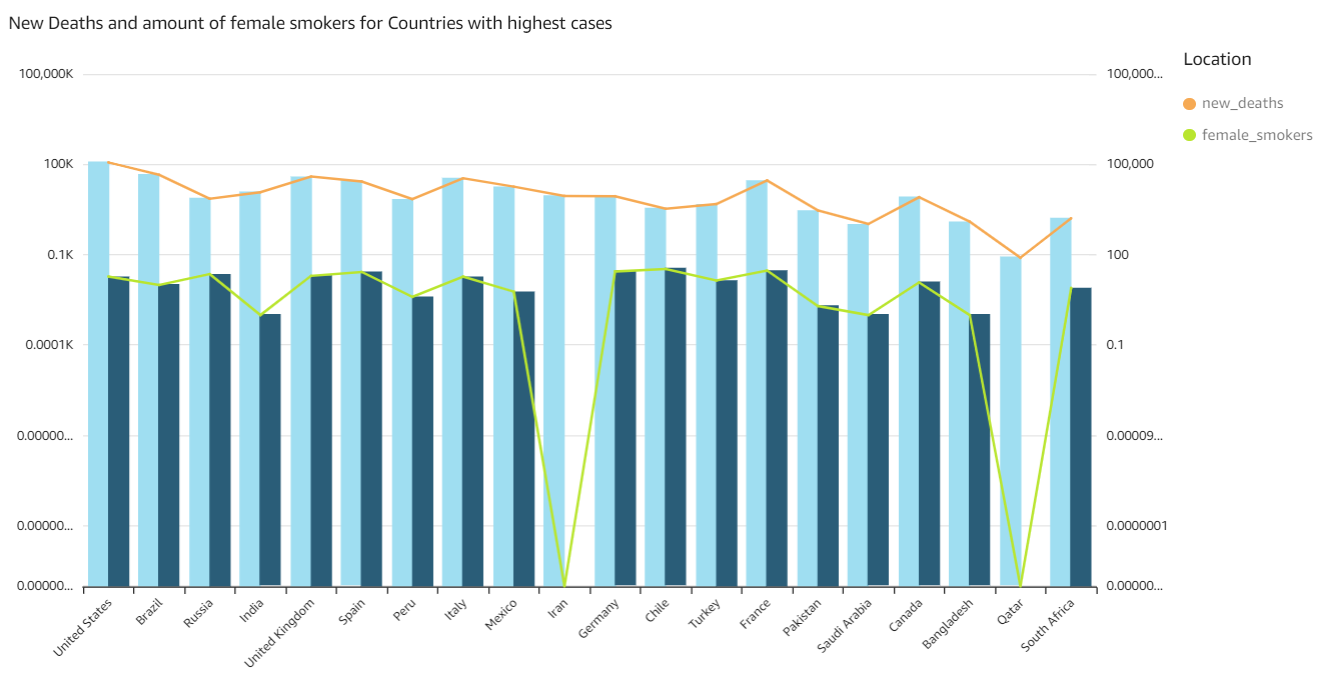 New Deaths and amount of female smokers for Countries with highest cases
Location
new_deaths
female_smokers
100,000K
100K
0.1K
0.0001K
0.00000...
0.00000...
0.00000...
100,000...
100,000
100
0.1
0.00009...
0.0000001
0.00000...
United States
Brazil
Russia
India
United Kingdom
Spain
Peru
Italy
Mexico
Iran
Germany
Chile
Turkey
France
Pakistan
Saudi Arabia
Canada
Bangladesh
Qatar
South Africa